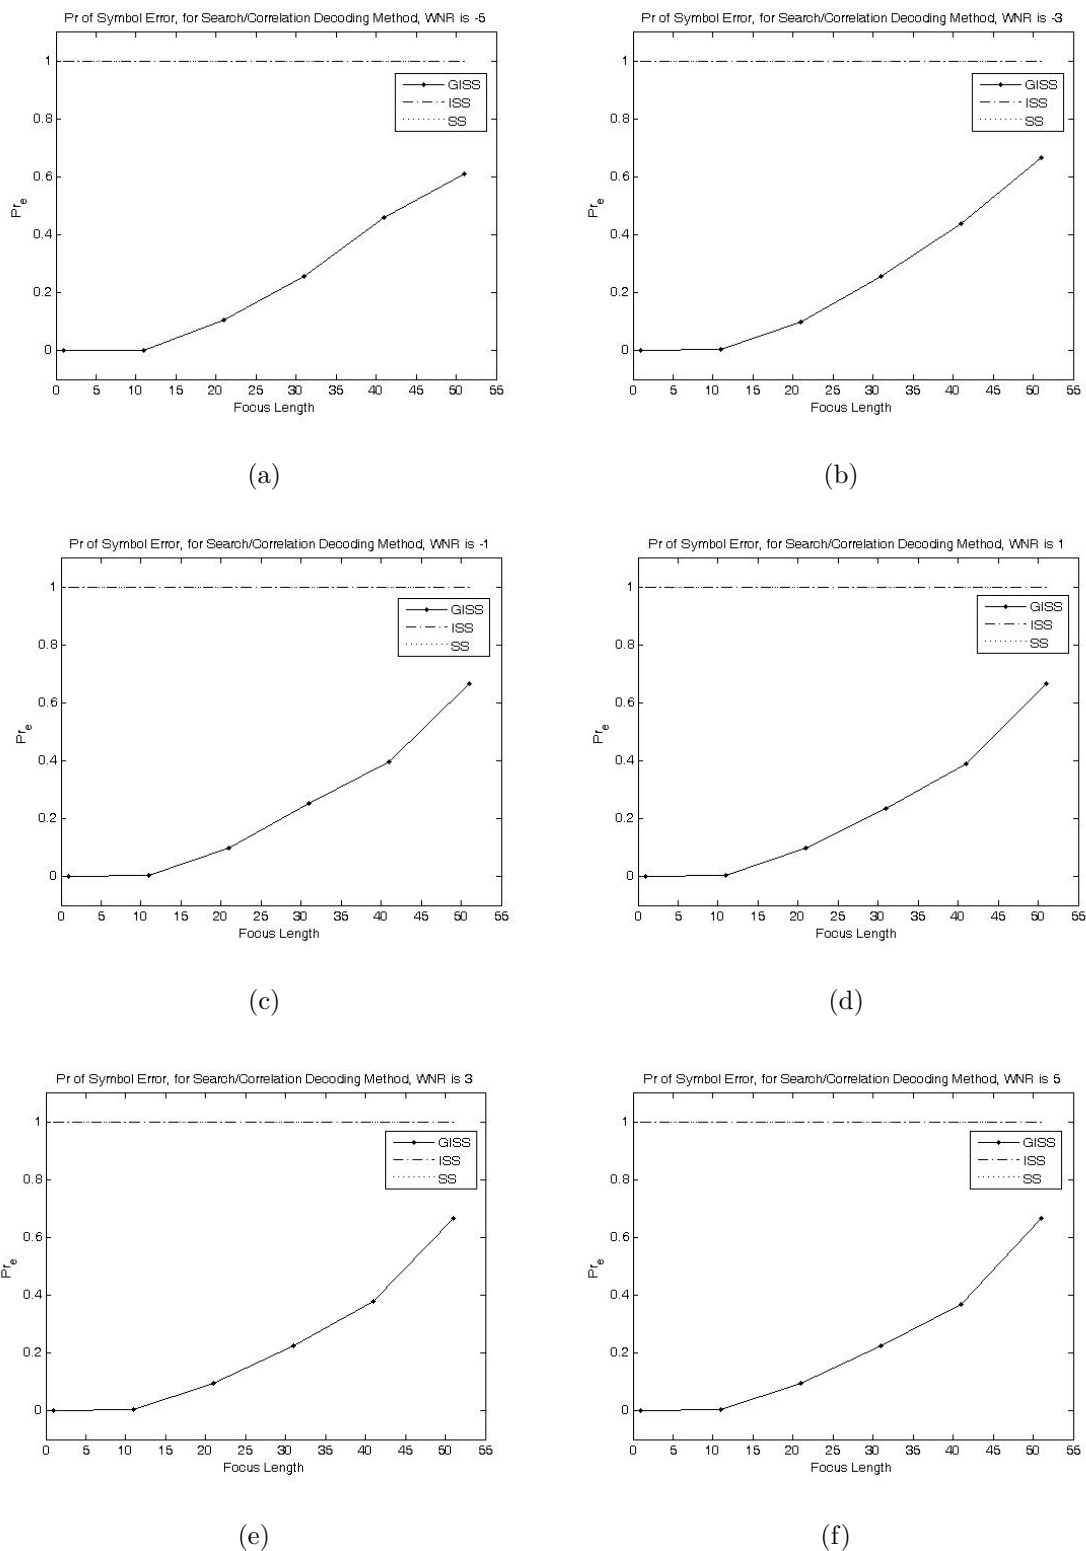 Pr of Symbol Error, for Search/Correlation Decoding Method, WNR is -5
1
0.8
0.6
0.4
0.2
0
Pr_e
GISS
ISS
SS
0 5 10 15 20 25 30 35 40 45 50 55
Focus Length
(a)
Pr of Symbol Error, for Search/Correlation Decoding Method, WNR is -3
1
0.8
0.6
0.4
0.2
0
Pr_e
GISS
ISS
SS
0 5 10 15 20 25 30 35 40 45 50 55
Focus Length
(b)
Pr of Symbol Error, for Search/Correlation Decoding Method, WNR is -1
1
0.8
0.6
0.4
0.2
0
Pr_e
GISS
ISS
SS
0 5 10 15 20 25 30 35 40 45 50 55
Focus Length
(c)
Pr of Symbol Error, for Search/Correlation Decoding Method, WNR is 1
1
0.8
0.6
0.4
0.2
0
Pr_e
GISS
ISS
SS
0 5 10 15 20 25 30 35 40 45 50 55
Focus Length
(d)
Pr of Symbol Error, for Search/Correlation Decoding Method, WNR is 3
1
0.8
0.6
0.4
0.2
0
Pr_e
GISS
ISS
SS
0 5 10 15 20 25 30 35 40 45 50 55
Focus Length
(e)
Pr of Symbol Error, for Search/Correlation Decoding Method, WNR is 5
1
0.8
0.6
0.4
0.2
0
Pr_e
GISS
ISS
SS
0 5 10 15 20 25 30 35 40 45 50 55
Focus Length
(f)